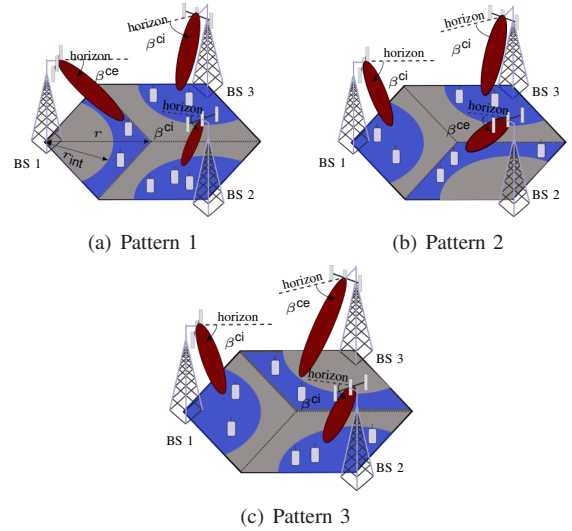 horizon
β^ci
BS 3
horizon
β^ce
horizon
β^ci
r
r_int
BS 1
BS 2
(a) Pattern 1
horizon
β^ci
BS 3
horizon
β^ci
horizon
β^ce
BS 1
BS 2
(b) Pattern 2
horizon
β^ce
BS 3
horizon
β^ci
horizon
β^ci
BS 1
BS 2
(c) Pattern 3